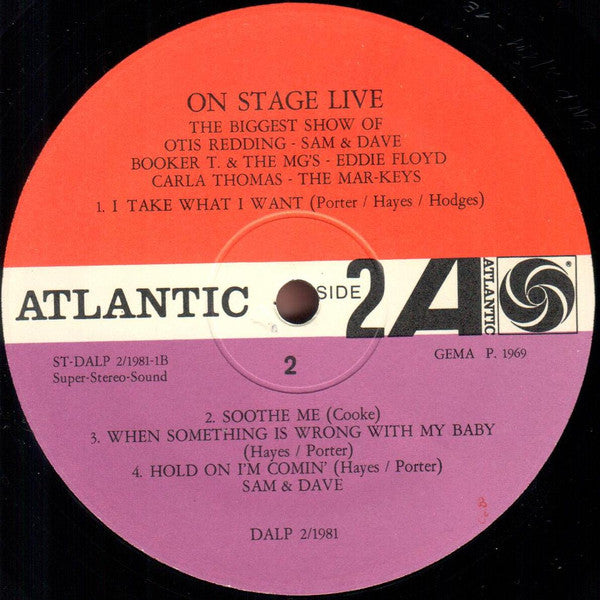 ON STAGE LIVE
THE BIGGEST SHOW OF
OTIS REDDING - SAM & DAVE
BOOKER T. & THE MG'S - EDDIE FLOYD
CARLA THOMAS - THE MAR-KEYS
1. I TAKE WHAT I WANT (Porter / Hayes / Hodges)
ATLANTIC
SIDE 2
A
ATLANTIC
ST-DALP 2/1981-1B
Super-Stereo-Sound
2
GEMA P. 1969
2. SOOTHE ME (Cooke)
3. WHEN SOMETHING IS WRONG WITH MY BABY
(Hayes / Porter)
4. HOLD ON I'M COMIN' (Hayes / Porter)
SAM & DAVE
DALP 2/1981